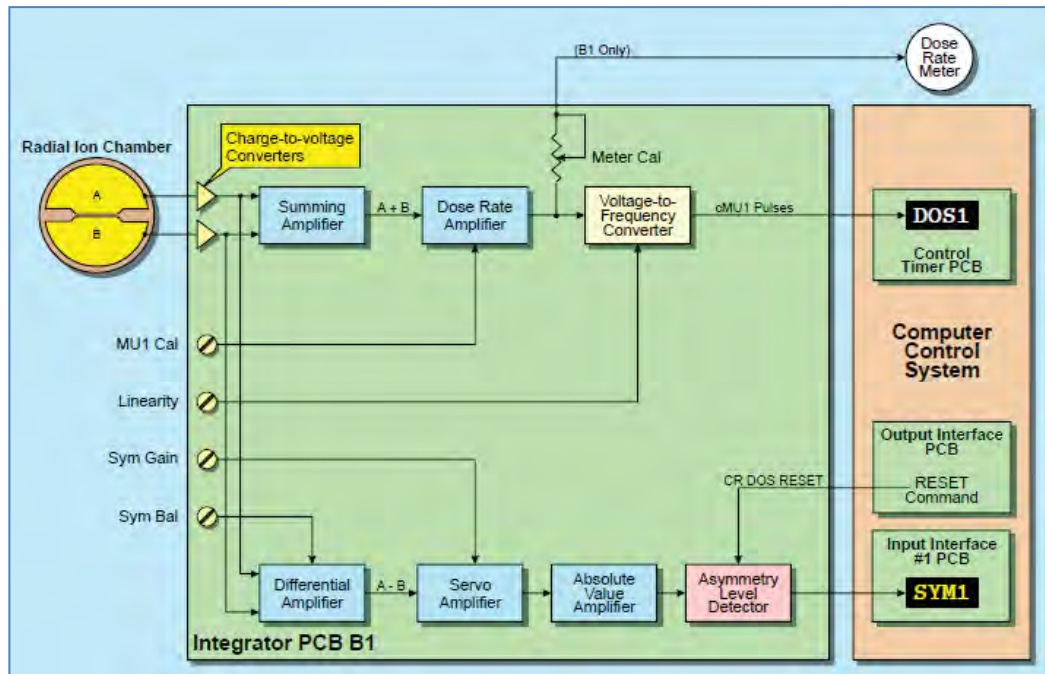 (B1 Only)
Dose
Rate
Meter
Radial Ion Chamber
Charge-to-voltage
Converters
Meter Cal
A
B
Summing
Amplifier
A + B
Dose Rate
Amplifier
Voltage-to-
Frequency
Converter
cMU1 Pulses
DOS1
Control
Timer PCB
MU1 Cal
Computer
Control
System
Linearity
Sym Gain
Output Interface
PCB
CR DOS RESET
RESET
Command
Sym Bal
Input Interface
#1 PCB
Differential
Amplifier
A - B
Servo
Amplifier
Absolute
Value
Amplifier
Asymmetry
Level
Detector
SYM1
Integrator PCB B1